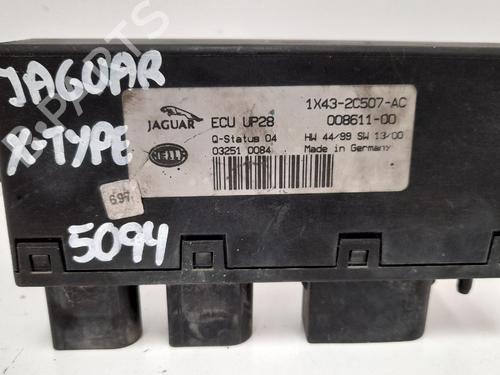 JAGUAR
X-TYPE
5094
697
JAGUAR
HELLA
ECU UP28
Q-Status 04
03251 0084
1X43-2C507-AC
008611-00
HW 44/99 SW 13/00
Made in Germany